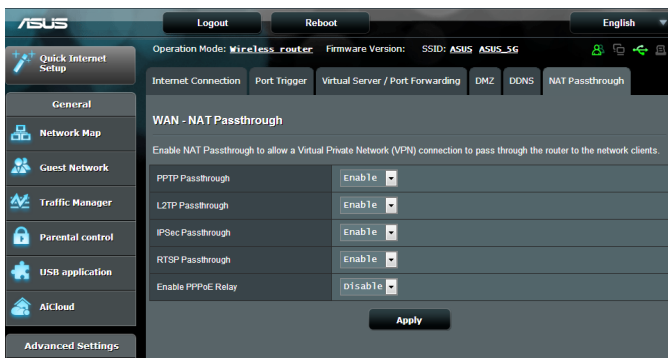 ASUS
Logout
Reboot
English
Quick Internet Setup
Operation Mode: Wireless router Firmware Version: SSID: ASUS ASUS_5G
Internet Connection Port Trigger Virtual Server / Port Forwarding DMZ DDNS NAT Passthrough
General
Network Map
Guest Network
Traffic Manager
Parental control
USB application
AiCloud
Advanced Settings
WAN - NAT Passthrough
Enable NAT Passthrough to allow a Virtual Private Network (VPN) connection to pass through the router to the network clients.
PPTP Passthrough Enable
L2TP Passthrough Enable
IPSec Passthrough Enable
RTSP Passthrough Enable
Enable PPPoE Relay Disable
Apply